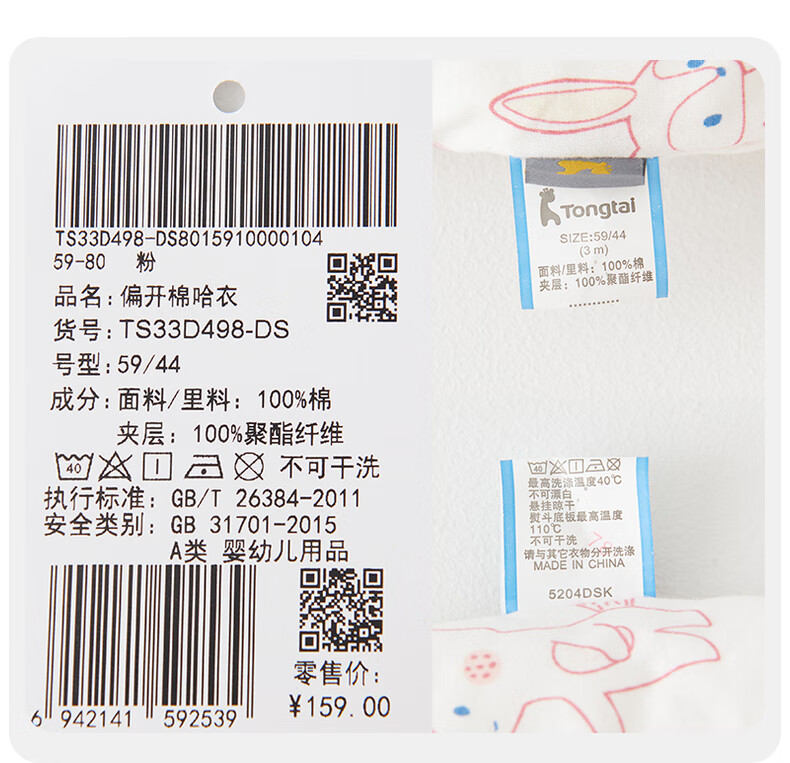 TS33D498-DS8015910000104
59-80 粉
品名: 偏开棉哈衣
货号: TS33D498-DS
号型: 59/44
成分: 面料/里料: 100%棉
夹层: 100%聚酯纤维
40 不可干洗
执行标准: GB/T 26384-2011
安全类别: GB 31701-2015
A类 婴幼儿用品
零售价:
¥159.00
6 942141 592539
Tongtai
SIZE:59/44
(3 m)
面料/里料: 100%棉
夹层: 100%聚酯纤维
40
最高洗涤温度40℃
不可漂白
悬挂晾干
熨斗底板最高温度
110℃
不可干洗
请与其它衣物分开洗涤
MADE IN CHINA
5204DSK